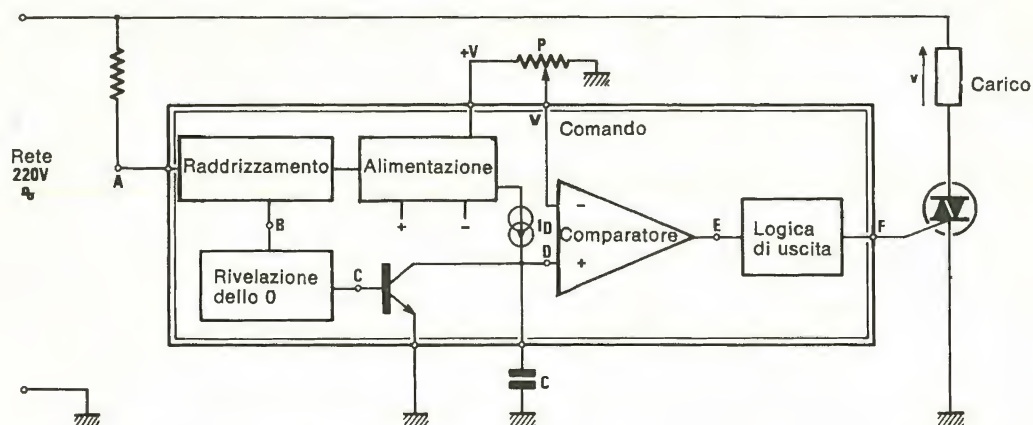 +V
P
Carico
v
V
Comando
Rete
220V
A
Raddrizzamento
Alimentazione
+
-
B
I D
D
-
Comparatore
+
E
Logica
di uscita
F
Rivelazione
dello 0
C
C